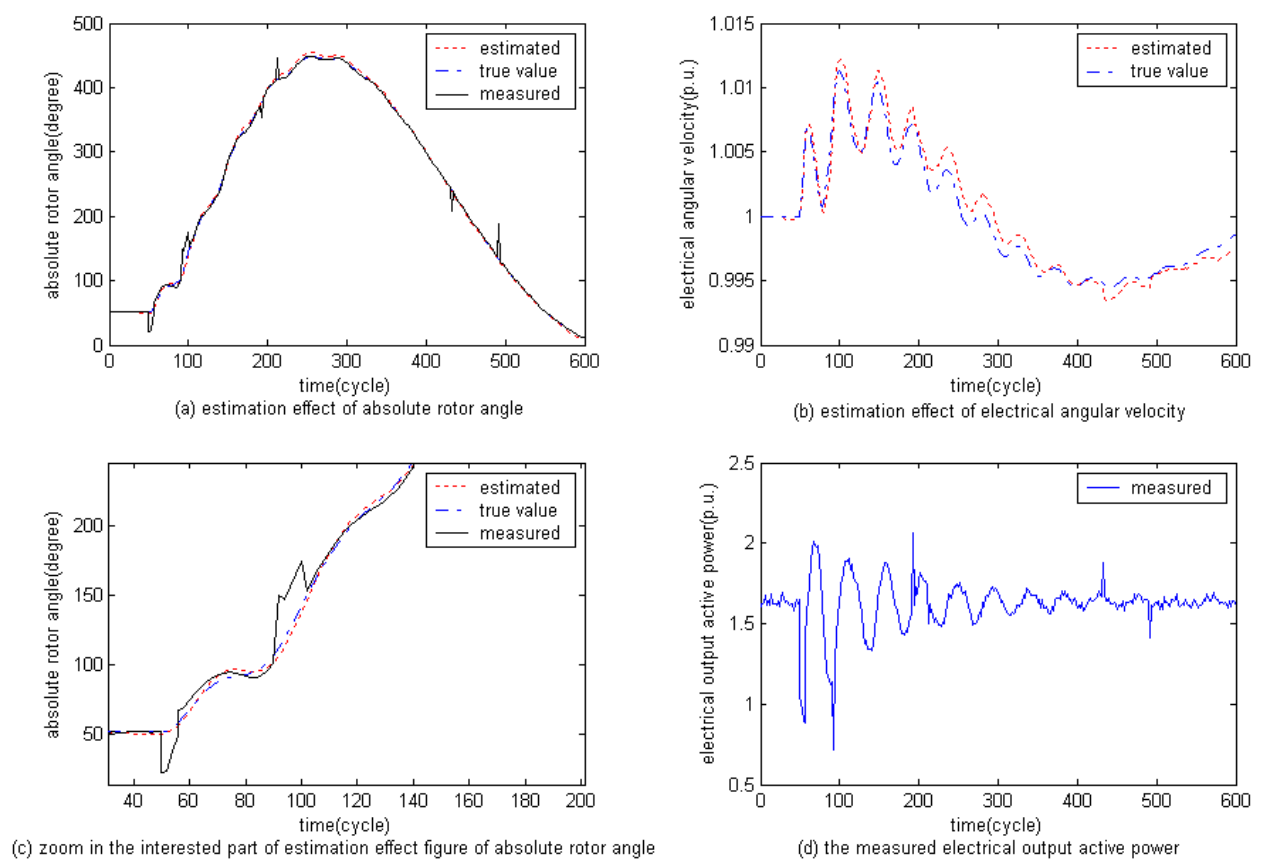 absolute rotor angle(degree)
500
400
300
200
100
0
estimated
true value
measured
0 100 200 300 400 500 600
time(cycle)
(a) estimation effect of absolute rotor angle
electrical angular velocity(p.u.)
1.015
1.01
1.005
1
0.995
0.99
estimated
true value
0 100 200 300 400 500 600
time(cycle)
(b) estimation effect of electrical angular velocity
absolute rotor angle(degree)
200
150
100
50
estimated
true value
measured
40 60 80 100 120 140 160 180 200
time(cycle)
(c) zoom in the interested part of estimation effect figure of absolute rotor angle
electrical output active power(p.u.)
2.5
2
1.5
1
0.5
measured
0 100 200 300 400 500 600
time(cycle)
(d) the measured electrical output active power